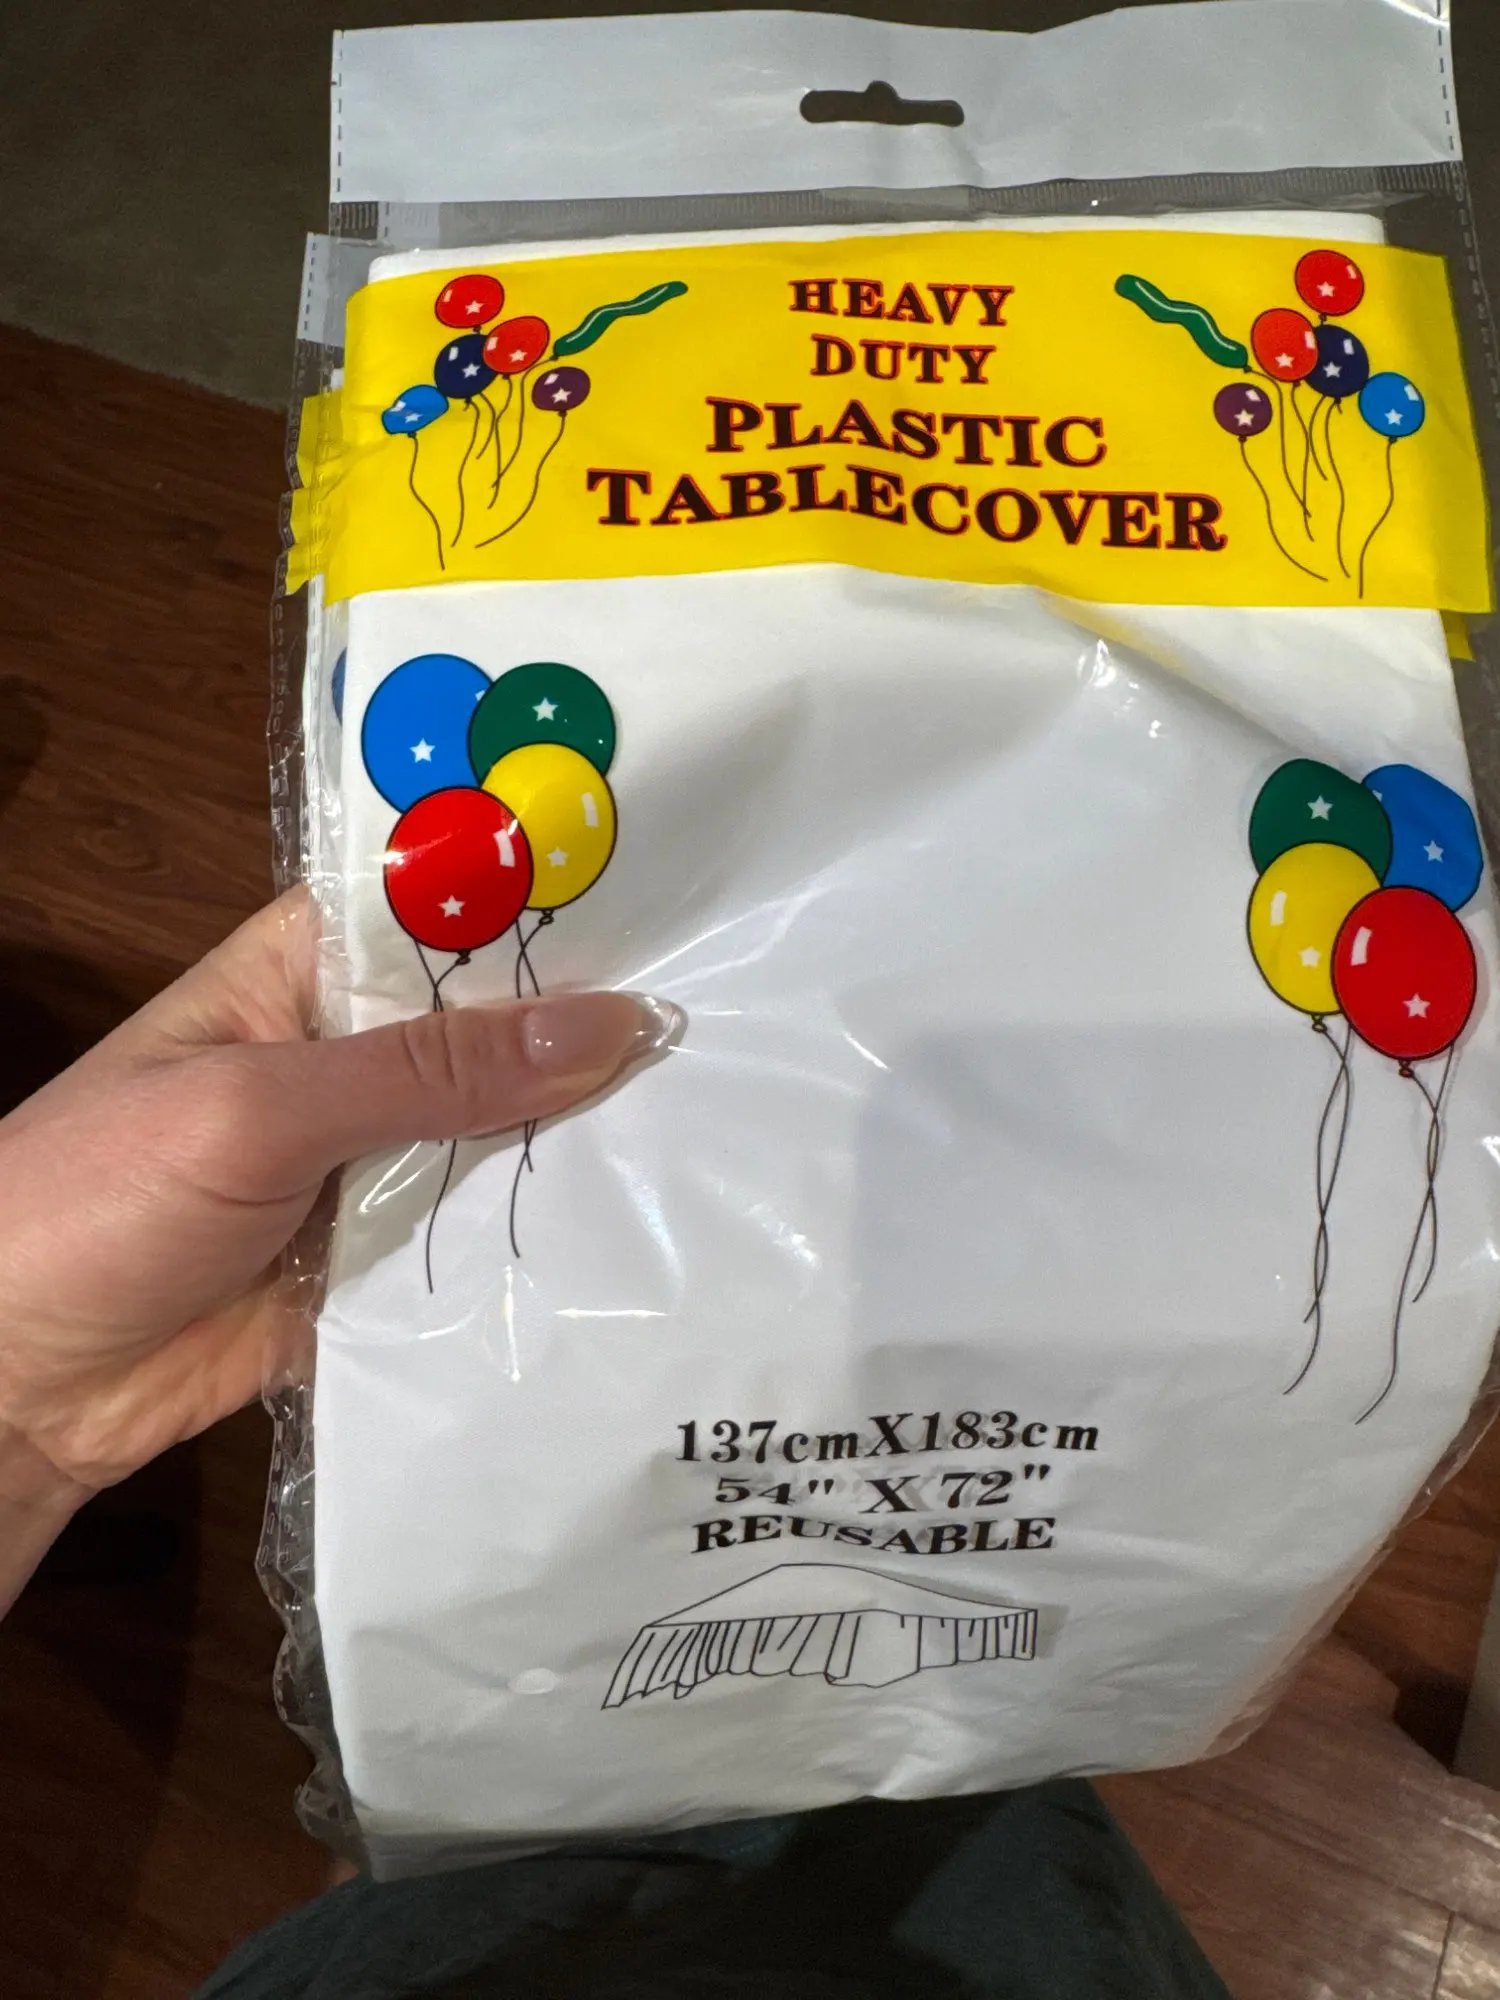 HEAVY
DUTY
PLASTIC
TABLECOVER
137cmX183cm
54" X 72"
REUSABLE